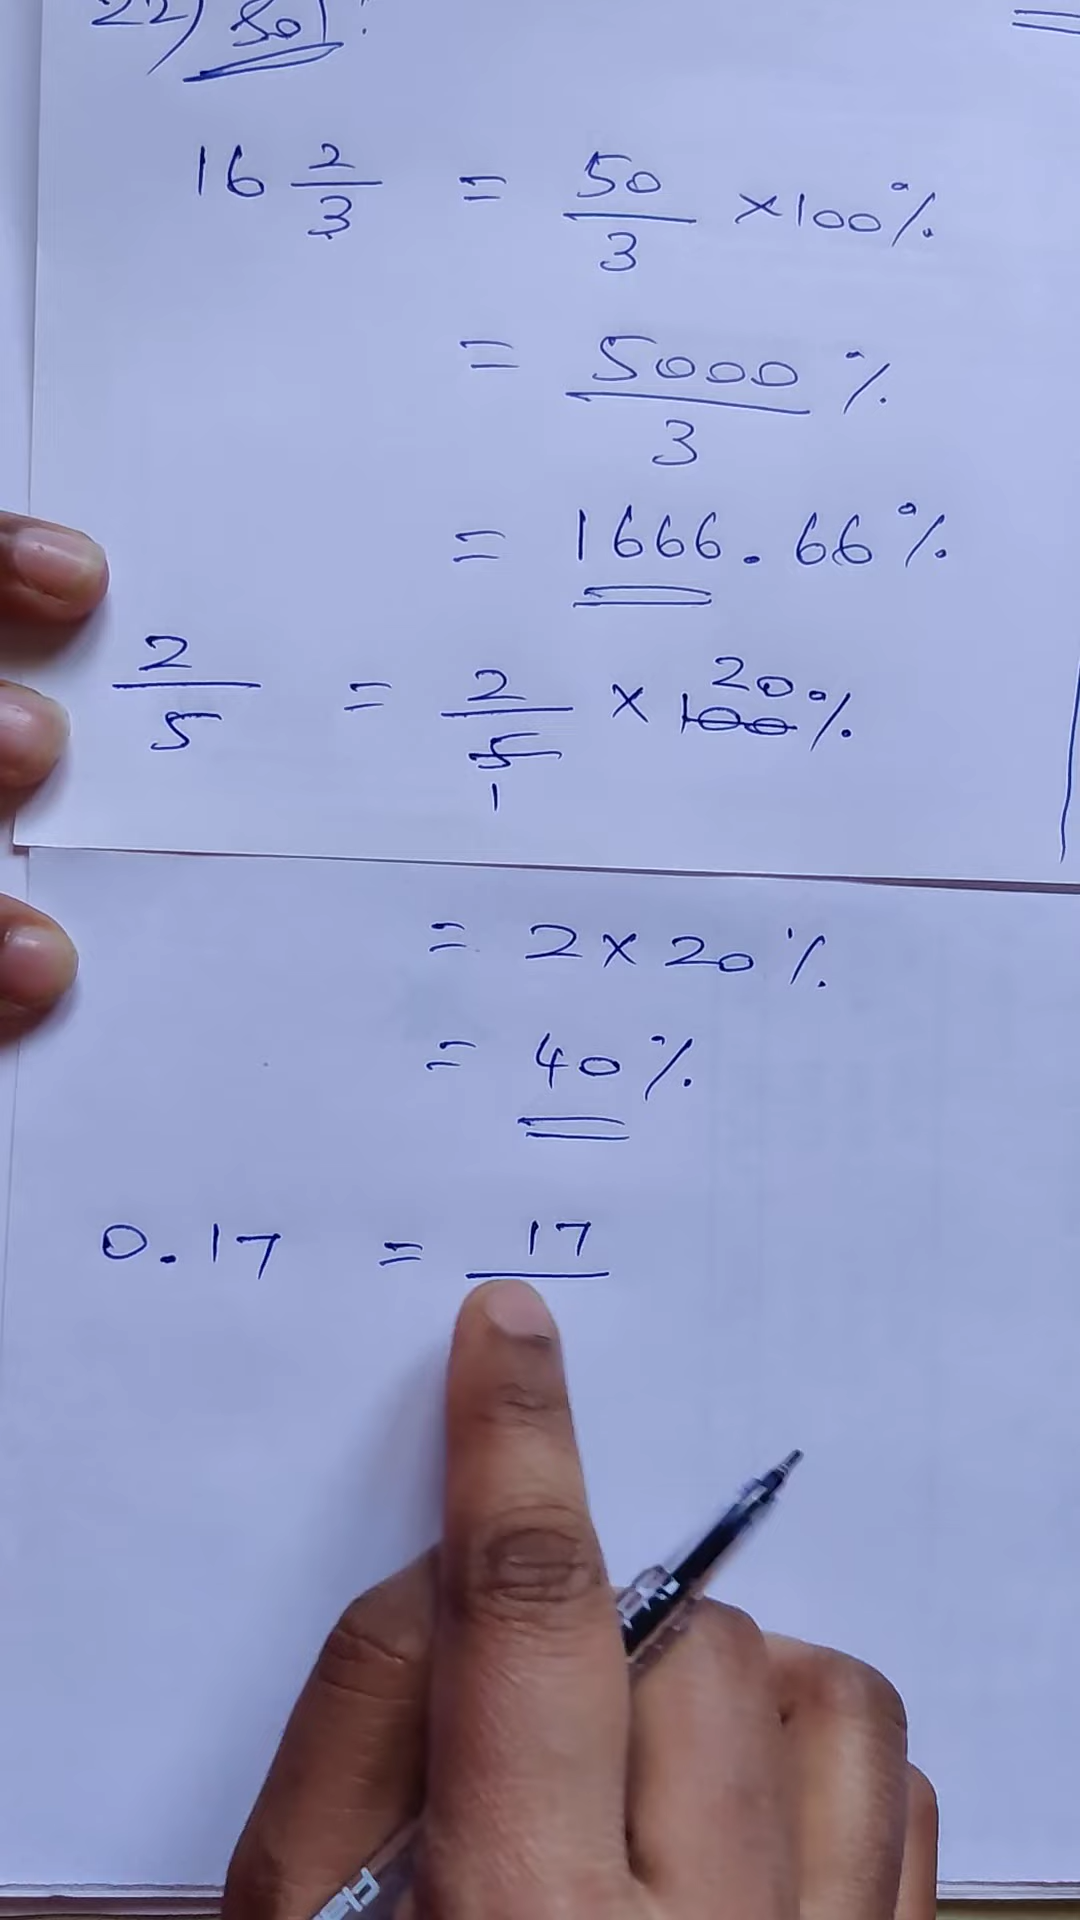 22) Sol:
16 2/3 = 50/3 ×100%
= 5000/3 %
= 1666.66%
2/5 = 2/5 × 100% 20
1
= 2×20%
= 40%
0.17 = 17